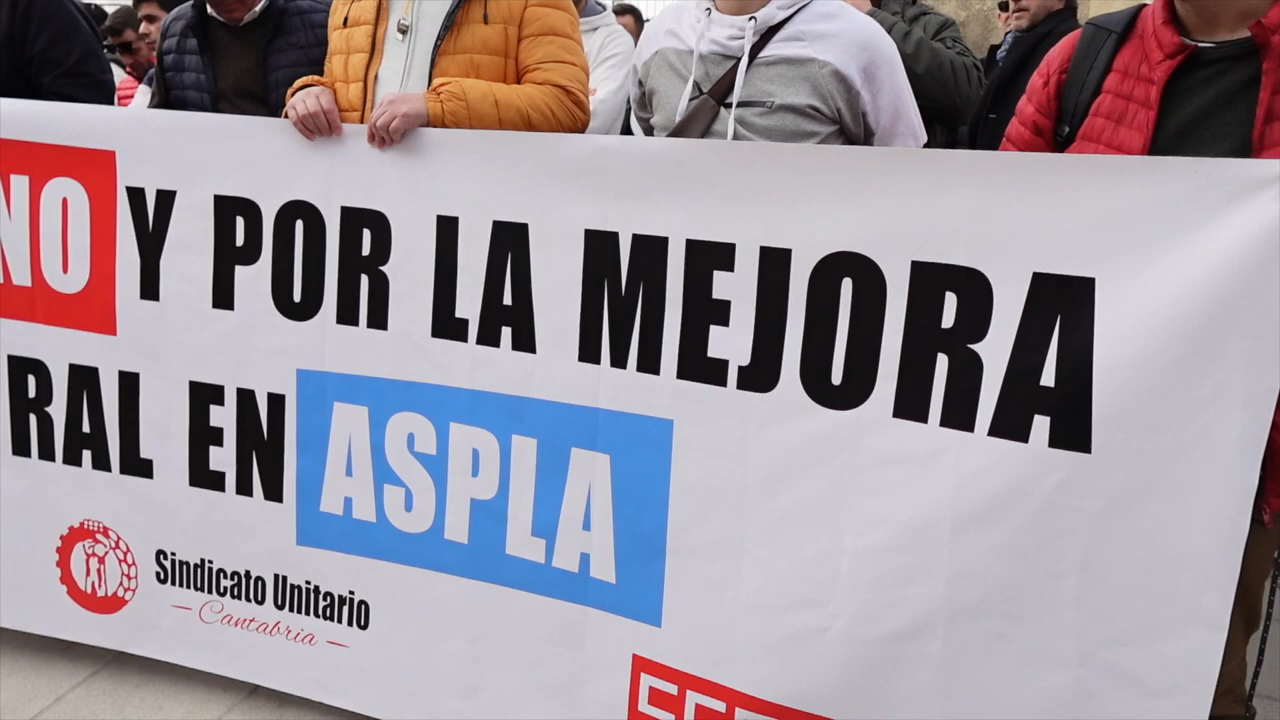 NO Y POR LA MEJORA
RAL EN ASPLA
Sindicato Unitario
Cantabria